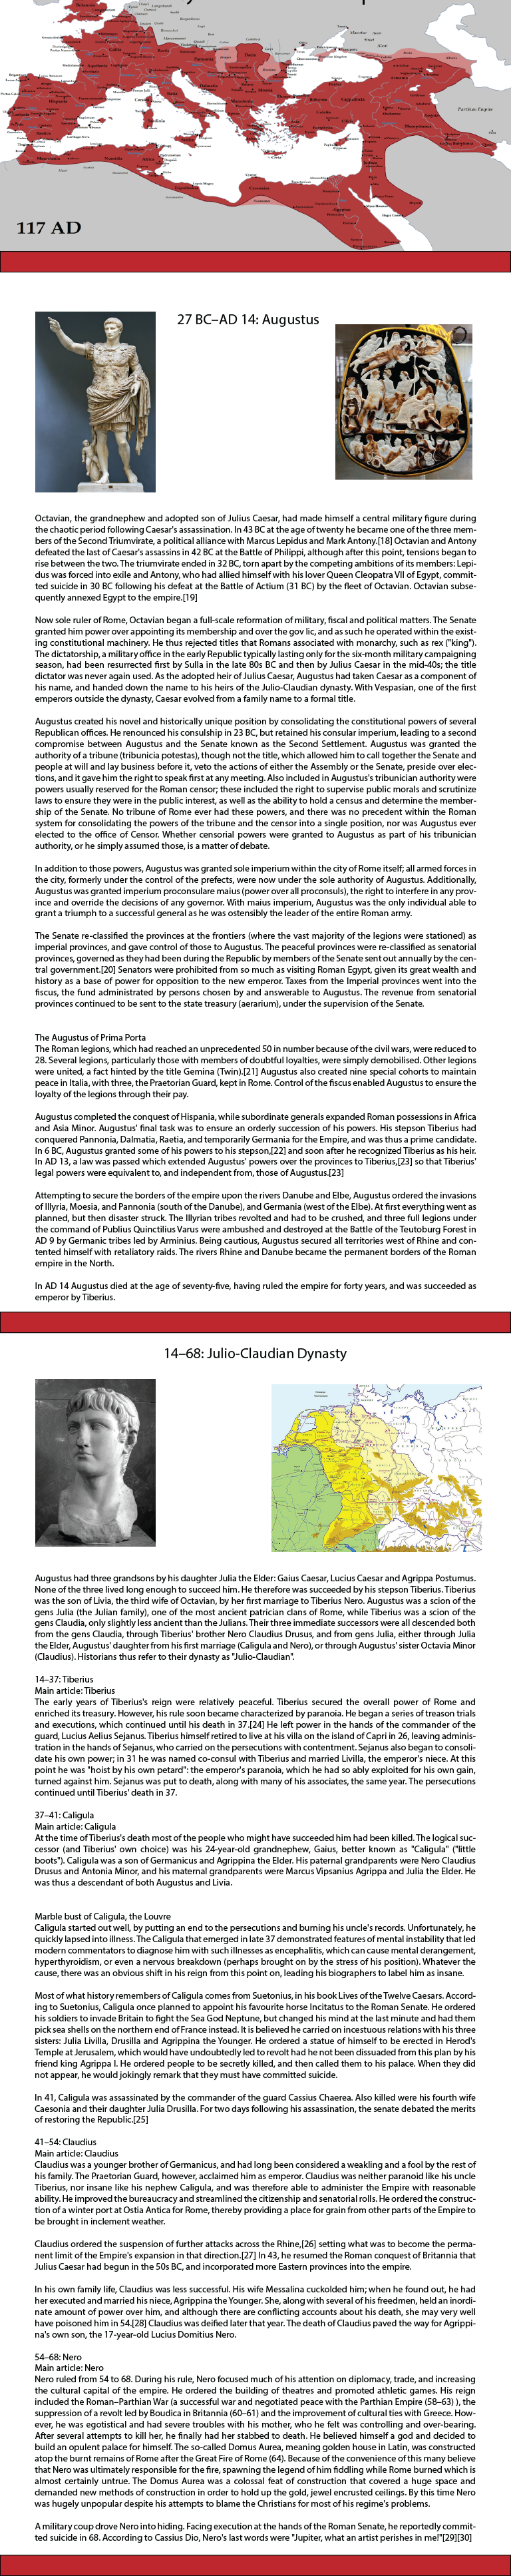 Parthian Empire
117 AD
27 BC–AD 14: Augustus
Octavian, the grandnephew and adopted son of Julius Caesar, had made himself a central military figure during
the chaotic period following Caesar's assassination. In 43 BC at the age of twenty he became one of the three mem-
bers of the Second Triumvirate, a political alliance with Marcus Lepidus and Mark Antony.[18] Octavian and Antony
defeated the last of Caesar's assassins in 42 BC at the Battle of Philippi, although after this point, tensions began to
rise between the two. The triumvirate ended in 32 BC, torn apart by the competing ambitions of its members: Lepi-
dus was forced into exile and Antony, who had allied himself with his lover Queen Cleopatra VII of Egypt, commit-
ted suicide in 30 BC following his defeat at the Battle of Actium (31 BC) by the fleet of Octavian. Octavian subse-
quently annexed Egypt to the empire.[19]
Now sole ruler of Rome, Octavian began a full-scale reformation of military, fiscal and political matters. The Senate
granted him power over appointing its membership and over the gov lic, and as such he operated within the exist-
ing constitutional machinery. He thus rejected titles that Romans associated with monarchy, such as rex ("king").
The dictatorship, a military office in the early Republic typically lasting only for the six-month military campaigning
season, had been resurrected first by Sulla in the late 80s BC and then by Julius Caesar in the mid-40s; the title
dictator was never again used. As the adopted heir of Julius Caesar, Augustus had taken Caesar as a component of
his name, and handed down the name to his heirs of the Julio-Claudian dynasty. With Vespasian, one of the first
emperors outside the dynasty, Caesar evolved from a family name to a formal title.
Augustus created his novel and historically unique position by consolidating the constitutional powers of several
Republican offices. He renounced his consulship in 23 BC, but retained his consular imperium, leading to a second
compromise between Augustus and the Senate known as the Second Settlement. Augustus was granted the
authority of a tribune (tribunicia potestas), though not the title, which allowed him to call together the Senate and
people at will and lay business before it, veto the actions of either the Assembly or the Senate, preside over elec-
tions, and it gave him the right to speak first at any meeting. Also included in Augustus's tribunician authority were
powers usually reserved for the Roman censor; these included the right to supervise public morals and scrutinize
laws to ensure they were in the public interest, as well as the ability to hold a census and determine the member-
ship of the Senate. No tribune of Rome ever had these powers, and there was no precedent within the Roman
system for consolidating the powers of the tribune and the censor into a single position, nor was Augustus ever
elected to the office of Censor. Whether censorial powers were granted to Augustus as part of his tribunician
authority, or he simply assumed those, is a matter of debate.
In addition to those powers, Augustus was granted sole imperium within the city of Rome itself; all armed forces in
the city, formerly under the control of the prefects, were now under the sole authority of Augustus. Additionally,
Augustus was granted imperium proconsulare maius (power over all proconsuls), the right to interfere in any prov-
ince and override the decisions of any governor. With maius imperium, Augustus was the only individual able to
grant a triumph to a successful general as he was ostensibly the leader of the entire Roman army.
The Senate re-classified the provinces at the frontiers (where the vast majority of the legions were stationed) as
imperial provinces, and gave control of those to Augustus. The peaceful provinces were re-classified as senatorial
provinces, governed as they had been during the Republic by members of the Senate sent out annually by the cen-
tral government.[20] Senators were prohibited from so much as visiting Roman Egypt, given its great wealth and
history as a base of power for opposition to the new emperor. Taxes from the Imperial provinces went into the
fiscus, the fund administrated by persons chosen by and answerable to Augustus. The revenue from senatorial
provinces continued to be sent to the state treasury (aerarium), under the supervision of the Senate.
The Augustus of Prima Porta
The Roman legions, which had reached an unprecedented 50 in number because of the civil wars, were reduced to
28. Several legions, particularly those with members of doubtful loyalties, were simply demobilised. Other legions
were united, a fact hinted by the title Gemina (Twin).[21] Augustus also created nine special cohorts to maintain
peace in Italia, with three, the Praetorian Guard, kept in Rome. Control of the fiscus enabled Augustus to ensure the
loyalty of the legions through their pay.
Augustus completed the conquest of Hispania, while subordinate generals expanded Roman possessions in Africa
and Asia Minor. Augustus' final task was to ensure an orderly succession of his powers. His stepson Tiberius had
conquered Pannonia, Dalmatia, Raetia, and temporarily Germania for the Empire, and was thus a prime candidate.
In 6 BC, Augustus granted some of his powers to his stepson,[22] and soon after he recognized Tiberius as his heir.
In AD 13, a law was passed which extended Augustus' powers over the provinces to Tiberius,[23] so that Tiberius'
legal powers were equivalent to, and independent from, those of Augustus.[23]
Attempting to secure the borders of the empire upon the rivers Danube and Elbe, Augustus ordered the invasions
of Illyria, Moesia, and Pannonia (south of the Danube), and Germania (west of the Elbe). At first everything went as
planned, but then disaster struck. The Illyrian tribes revolted and had to be crushed, and three full legions under
the command of Publius Quinctilius Varus were ambushed and destroyed at the Battle of the Teutoburg Forest in
AD 9 by Germanic tribes led by Arminius. Being cautious, Augustus secured all territories west of Rhine and con-
tented himself with retaliatory raids. The rivers Rhine and Danube became the permanent borders of the Roman
empire in the North.
In AD 14 Augustus died at the age of seventy-five, having ruled the empire for forty years, and was succeeded as
emperor by Tiberius.
14–68: Julio-Claudian Dynasty
Augustus had three grandsons by his daughter Julia the Elder: Gaius Caesar, Lucius Caesar and Agrippa Postumus.
None of the three lived long enough to succeed him. He therefore was succeeded by his stepson Tiberius. Tiberius
was the son of Livia, the third wife of Octavian, by her first marriage to Tiberius Nero. Augustus was a scion of the
gens Julia (the Julian family), one of the most ancient patrician clans of Rome, while Tiberius was a scion of the
gens Claudia, only slightly less ancient than the Julians. Their three immediate successors were all descended both
from the gens Claudia, through Tiberius' brother Nero Claudius Drusus, and from gens Julia, either through Julia
the Elder, Augustus' daughter from his first marriage (Caligula and Nero), or through Augustus' sister Octavia Minor
(Claudius). Historians thus refer to their dynasty as "Julio-Claudian".
14–37: Tiberius
Main article: Tiberius
The early years of Tiberius's reign were relatively peaceful. Tiberius secured the overall power of Rome and
enriched its treasury. However, his rule soon became characterized by paranoia. He began a series of treason trials
and executions, which continued until his death in 37.[24] He left power in the hands of the commander of the
guard, Lucius Aelius Sejanus. Tiberius himself retired to live at his villa on the island of Capri in 26, leaving adminis-
tration in the hands of Sejanus, who carried on the persecutions with contentment. Sejanus also began to consoli-
date his own power; in 31 he was named co-consul with Tiberius and married Livilla, the emperor's niece. At this
point he was "hoist by his own petard": the emperor's paranoia, which he had so ably exploited for his own gain,
turned against him. Sejanus was put to death, along with many of his associates, the same year. The persecutions
continued until Tiberius' death in 37.
37–41: Caligula
Main article: Caligula
At the time of Tiberius's death most of the people who might have succeeded him had been killed. The logical suc-
cessor (and Tiberius' own choice) was his 24-year-old grandnephew, Gaius, better known as "Caligula" ("little
boots"). Caligula was a son of Germanicus and Agrippina the Elder. His paternal grandparents were Nero Claudius
Drusus and Antonia Minor, and his maternal grandparents were Marcus Vipsanius Agrippa and Julia the Elder. He
was thus a descendant of both Augustus and Livia.
Marble bust of Caligula, the Louvre
Caligula started out well, by putting an end to the persecutions and burning his uncle's records. Unfortunately, he
quickly lapsed into illness. The Caligula that emerged in late 37 demonstrated features of mental instability that led
modern commentators to diagnose him with such illnesses as encephalitis, which can cause mental derangement,
hyperthyroidism, or even a nervous breakdown (perhaps brought on by the stress of his position). Whatever the
cause, there was an obvious shift in his reign from this point on, leading his biographers to label him as insane.
Most of what history remembers of Caligula comes from Suetonius, in his book Lives of the Twelve Caesars. Accord-
ing to Suetonius, Caligula once planned to appoint his favourite horse Incitatus to the Roman Senate. He ordered
his soldiers to invade Britain to fight the Sea God Neptune, but changed his mind at the last minute and had them
pick sea shells on the northern end of France instead. It is believed he carried on incestuous relations with his three
sisters: Julia Livilla, Drusilla and Agrippina the Younger. He ordered a statue of himself to be erected in Herod's
Temple at Jerusalem, which would have undoubtedly led to revolt had he not been dissuaded from this plan by his
friend king Agrippa I. He ordered people to be secretly killed, and then called them to his palace. When they did
not appear, he would jokingly remark that they must have committed suicide.
In 41, Caligula was assassinated by the commander of the guard Cassius Chaerea. Also killed were his fourth wife
Caesonia and their daughter Julia Drusilla. For two days following his assassination, the senate debated the merits
of restoring the Republic.[25]
41–54: Claudius
Main article: Claudius
Claudius was a younger brother of Germanicus, and had long been considered a weakling and a fool by the rest of
his family. The Praetorian Guard, however, acclaimed him as emperor. Claudius was neither paranoid like his uncle
Tiberius, nor insane like his nephew Caligula, and was therefore able to administer the Empire with reasonable
ability. He improved the bureaucracy and streamlined the citizenship and senatorial rolls. He ordered the construc-
tion of a winter port at Ostia Antica for Rome, thereby providing a place for grain from other parts of the Empire to
be brought in inclement weather.
Claudius ordered the suspension of further attacks across the Rhine,[26] setting what was to become the perma-
nent limit of the Empire's expansion in that direction.[27] In 43, he resumed the Roman conquest of Britannia that
Julius Caesar had begun in the 50s BC, and incorporated more Eastern provinces into the empire.
In his own family life, Claudius was less successful. His wife Messalina cuckolded him; when he found out, he had
her executed and married his niece, Agrippina the Younger. She, along with several of his freedmen, held an inordi-
nate amount of power over him, and although there are conflicting accounts about his death, she may very well
have poisoned him in 54.[28] Claudius was deified later that year. The death of Claudius paved the way for Agrippi-
na's own son, the 17-year-old Lucius Domitius Nero.
54–68: Nero
Main article: Nero
Nero ruled from 54 to 68. During his rule, Nero focused much of his attention on diplomacy, trade, and increasing
the cultural capital of the empire. He ordered the building of theatres and promoted athletic games. His reign
included the Roman–Parthian War (a successful war and negotiated peace with the Parthian Empire (58–63) ), the
suppression of a revolt led by Boudica in Britannia (60–61) and the improvement of cultural ties with Greece. How-
ever, he was egotistical and had severe troubles with his mother, who he felt was controlling and over-bearing.
After several attempts to kill her, he finally had her stabbed to death. He believed himself a god and decided to
build an opulent palace for himself. The so-called Domus Aurea, meaning golden house in Latin, was constructed
atop the burnt remains of Rome after the Great Fire of Rome (64). Because of the convenience of this many believe
that Nero was ultimately responsible for the fire, spawning the legend of him fiddling while Rome burned which is
almost certainly untrue. The Domus Aurea was a colossal feat of construction that covered a huge space and
demanded new methods of construction in order to hold up the gold, jewel encrusted ceilings. By this time Nero
was hugely unpopular despite his attempts to blame the Christians for most of his regime's problems.
A military coup drove Nero into hiding. Facing execution at the hands of the Roman Senate, he reportedly commit-
ted suicide in 68. According to Cassius Dio, Nero's last words were "Jupiter, what an artist perishes in me!"[29][30]